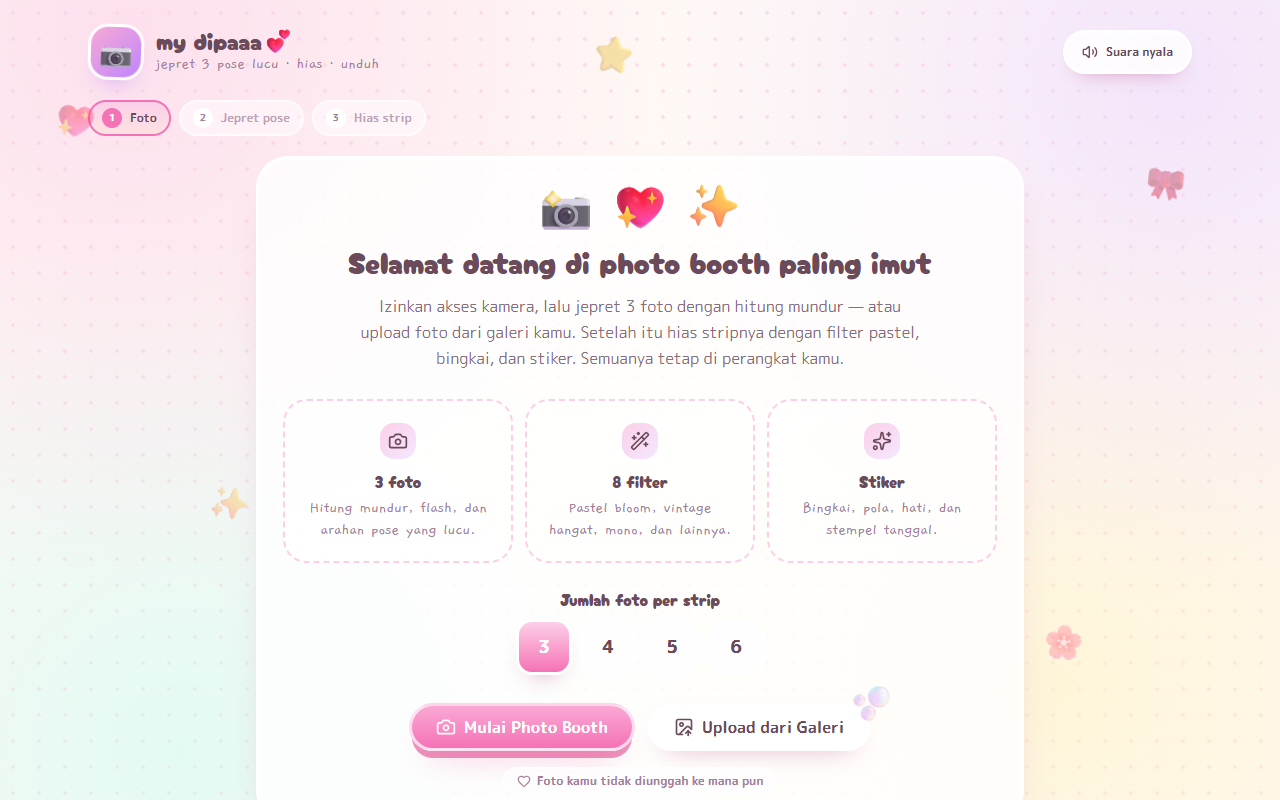 my dipaaa
jepret 3 pose lucu · hias · unduh
Suara nyala
1 Foto
2 Jepret pose
3 Hias strip
Selamat datang di photo booth paling imut
Izinkan akses kamera, lalu jepret 3 foto dengan hitung mundur — atau
upload foto dari galeri kamu. Setelah itu hias stripnya dengan filter pastel,
bingkai, dan stiker. Semuanya tetap di perangkat kamu.
3 foto
Hitung mundur, flash, dan
arahan pose yang lucu.
8 filter
Pastel bloom, vintage
hangat, mono, dan lainnya.
Stiker
Bingkai, pola, hati, dan
stempel tanggal.
Jumlah foto per strip
3 4 5 6
Mulai Photo Booth
Upload dari Galeri
Foto kamu tidak diunggah ke mana pun